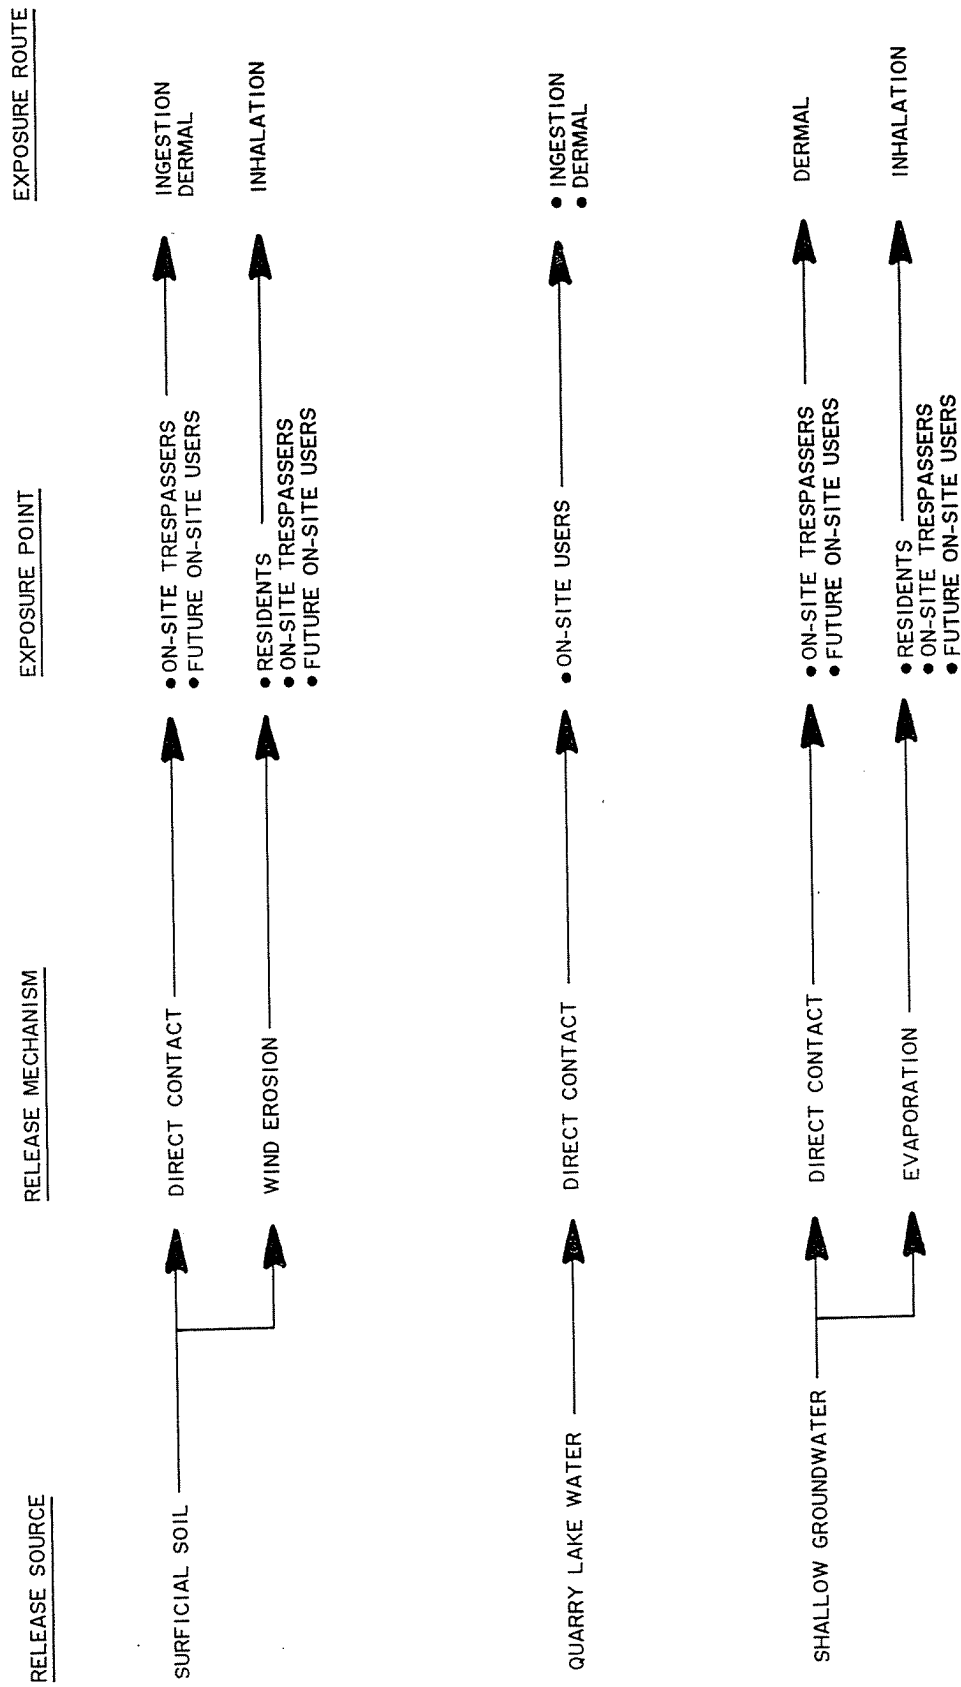 RELEASE SOURCE
RELEASE MECHANISM
EXPOSURE POINT
EXPOSURE ROUTE
SURFICIAL SOIL
DIRECT CONTACT
● ON-SITE TRESPASSERS
● FUTURE ON-SITE USERS
INGESTION
DERMAL
WIND EROSION
● RESIDENTS
● ON-SITE TRESPASSERS
● FUTURE ON-SITE USERS
INHALATION
QUARRY LAKE WATER
DIRECT CONTACT
● ON-SITE USERS
● INGESTION
● DERMAL
SHALLOW GROUNDWATER
DIRECT CONTACT
● ON-SITE TRESPASSERS
● FUTURE ON-SITE USERS
DERMAL
EVAPORATION
● RESIDENTS
● ON-SITE TRESPASSERS
● FUTURE ON-SITE USERS
INHALATION